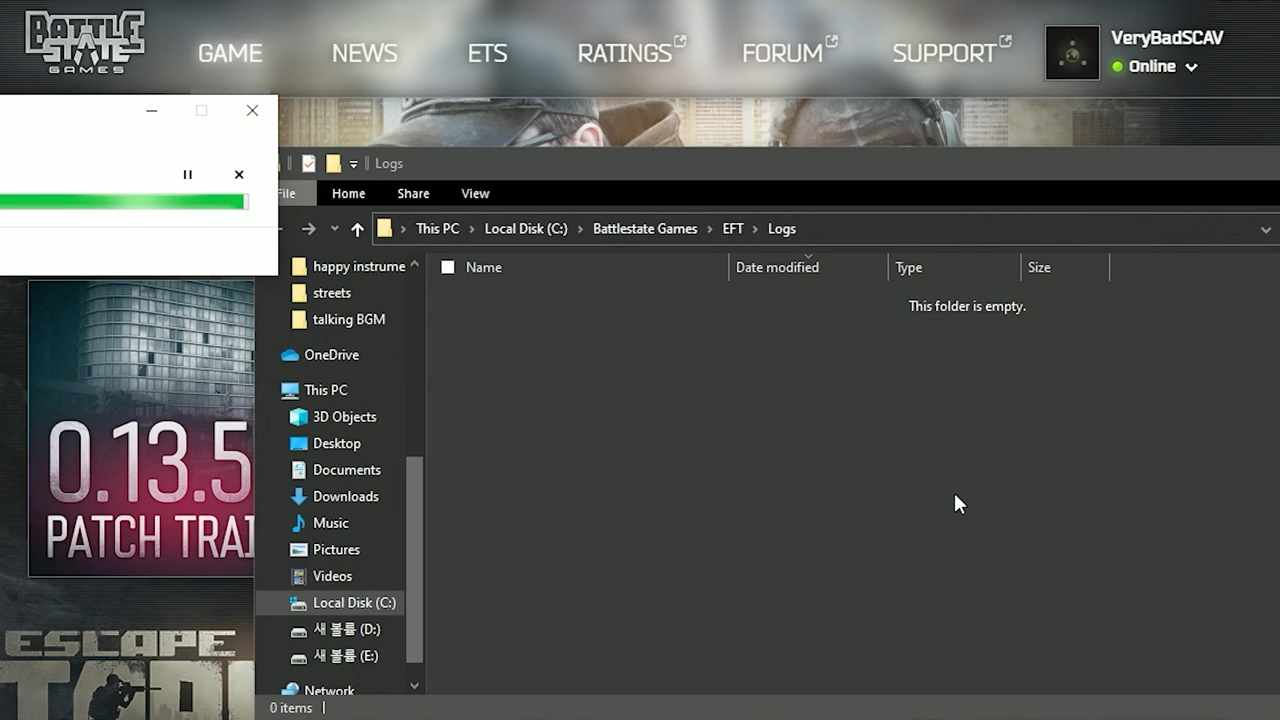 BATTLE
STATE
GAMES
GAME
NEWS
ETS
RATINGS
FORUM
SUPPORT
VeryBadSCAV
Online
Logs
File
Home
Share
View
This PC
Local Disk (C:)
Battlestate Games
EFT
Logs
happy instrume
streets
talking BGM
OneDrive
This PC
3D Objects
Desktop
Documents
Downloads
Music
Pictures
Videos
Local Disk (C:)
새 볼륨 (D:)
새 볼륨 (E:)
Network
Name
Date modified
Type
Size
This folder is empty.
0 items
0.13.5
PATCH TRAI
ESCAPE